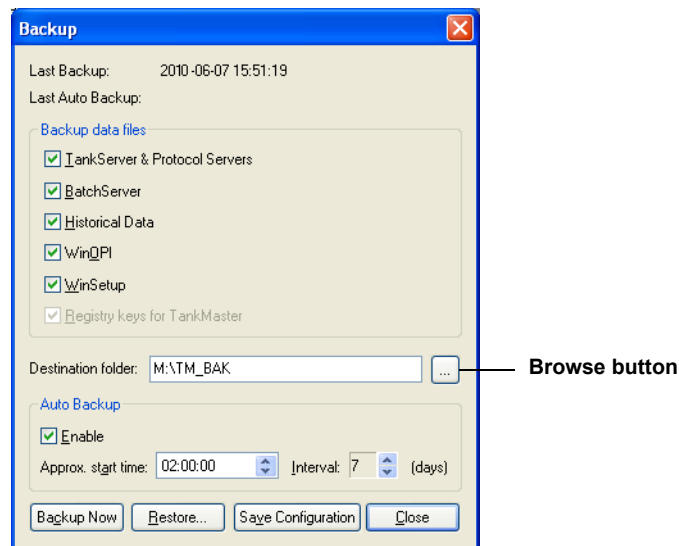 Backup
Last Backup: 2010-06-07 15:51:19
Last Auto Backup:
Backup data files
TankServer & Protocol Servers
BatchServer
Historical Data
WinOPI
WinSetup
Registry keys for TankMaster
Destination folder: M:\TM_BAK ... Browse button
Auto Backup
Enable
Approx. start time: 02:00:00 Interval: 7 (days)
Backup Now Restore... Save Configuration Close